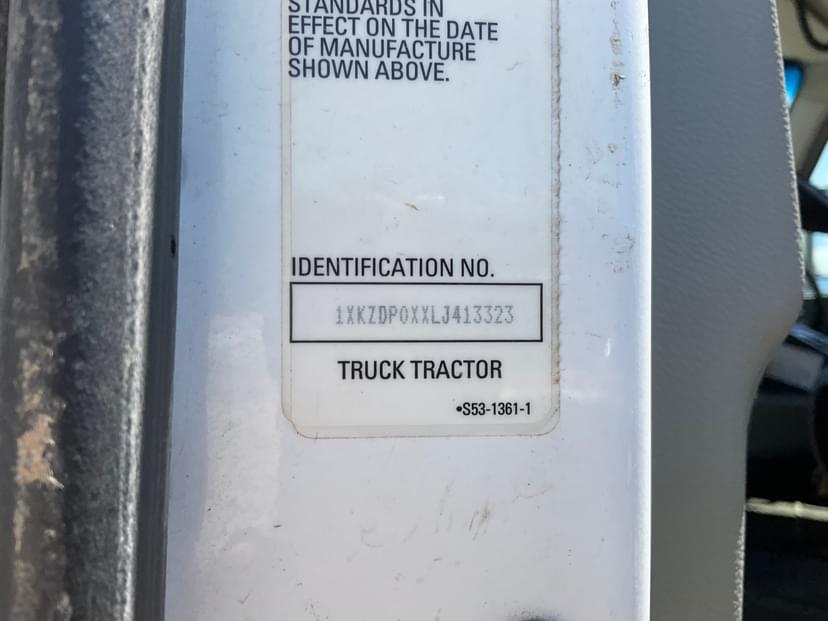 STANDARDS IN
EFFECT ON THE DATE
OF MANUFACTURE
SHOWN ABOVE.
IDENTIFICATION NO.
1XKZDP0XXLJ413323
TRUCK TRACTOR
•S53-1361-1